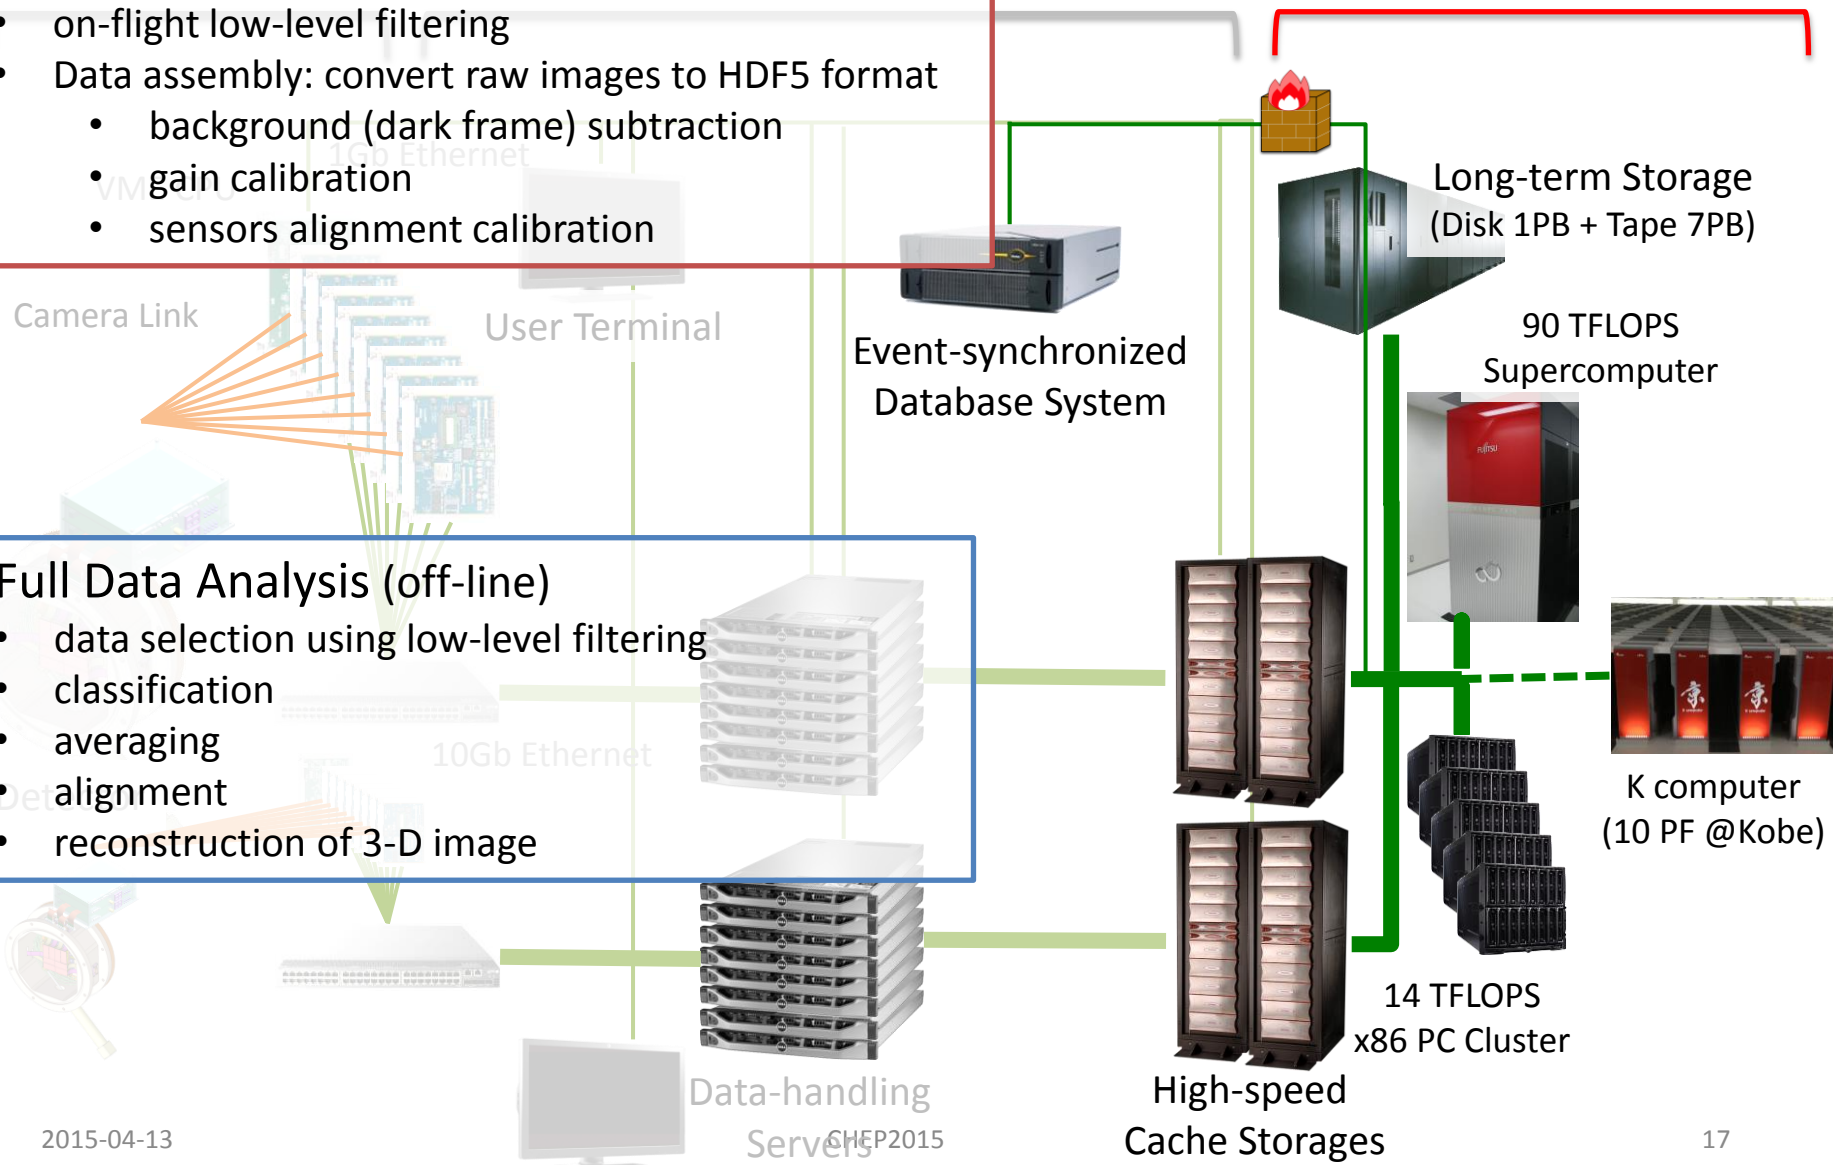 • on-flight low-level filtering
• Data assembly: convert raw images to HDF5 format
• background (dark frame) subtraction
• gain calibration
• sensors alignment calibration
1Gb Ethernet
Long-term Storage
(Disk 1PB + Tape 7PB)
Camera Link
User Terminal
Event-synchronized
Database System
90 TFLOPS
Supercomputer
FUJITSU
Full Data Analysis (off-line)
• data selection using low-level filtering
• classification
• averaging
• alignment
• reconstruction of 3-D image
10Gb Ethernet
京
京
K computer
(10 PF @Kobe)
14 TFLOPS
x86 PC Cluster
Data-handling
Servers
High-speed
Cache Storages
2015-04-13
CHEP2015
17